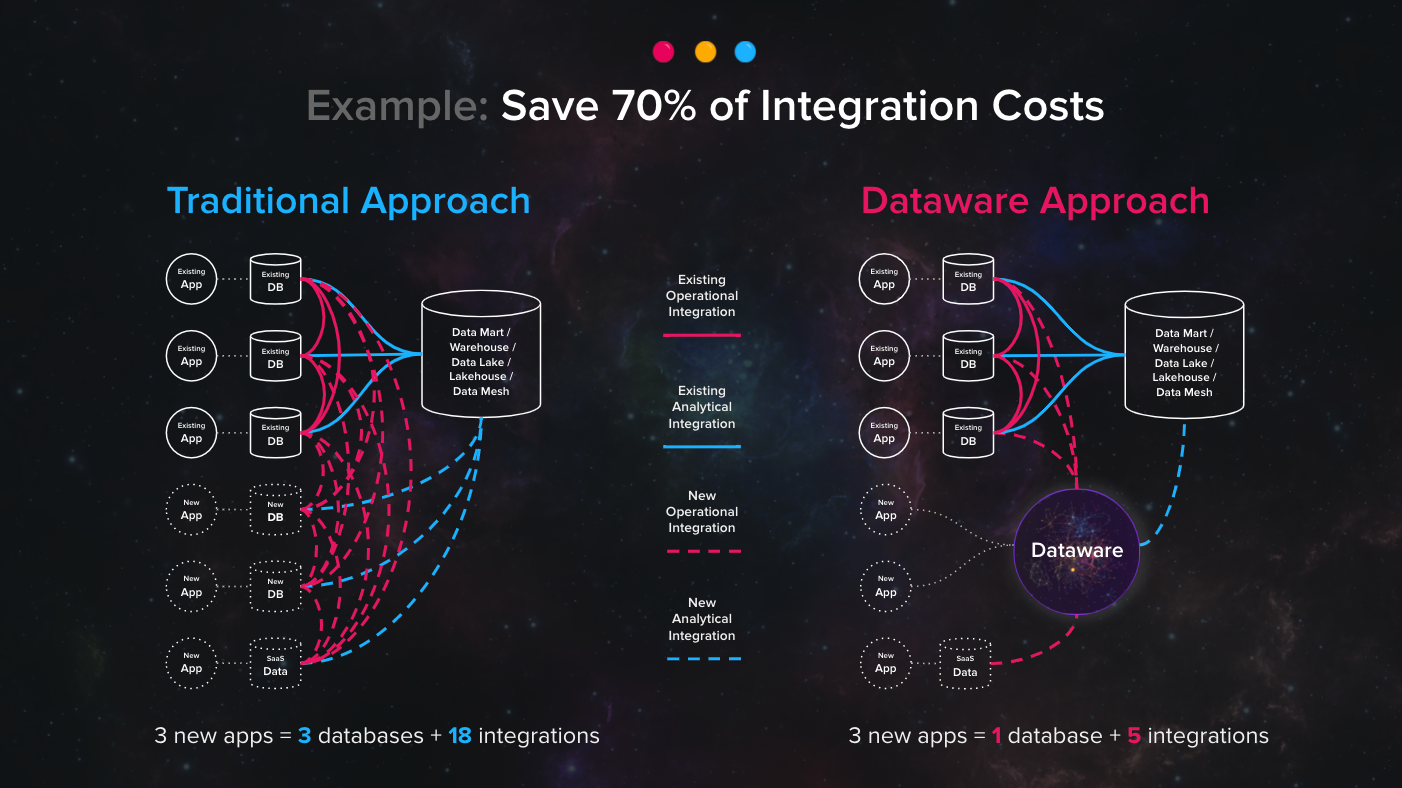 Example: Save 70% of Integration Costs
Traditional Approach
Existing
App
Existing
DB
Existing
App
Existing
DB
Existing
App
Existing
DB
New
App
New
DB
New
App
New
DB
New
App
SaaS
Data
Data Mart /
Warehouse /
Data Lake /
Lakehouse /
Data Mesh
3 new apps = 3 databases + 18 integrations
Existing
Operational
Integration
Existing
Analytical
Integration
New
Operational
Integration
New
Analytical
Integration
Dataware Approach
Existing
App
Existing
DB
Existing
App
Existing
DB
Existing
App
Existing
DB
New
App
New
App
New
App
SaaS
Data
Data Mart /
Warehouse /
Data Lake /
Lakehouse /
Data Mesh
Dataware
3 new apps = 1 database + 5 integrations